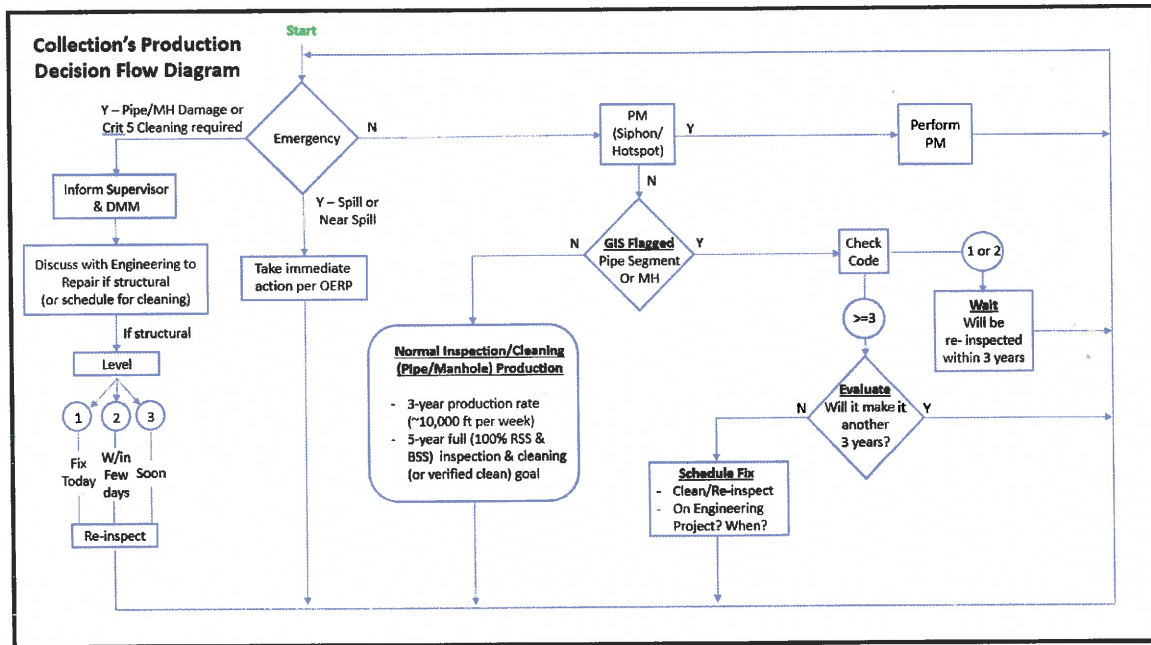 Collection's Production
Decision Flow Diagram
Start
Y – Pipe/MH Damage or
Crit 5 Cleaning required
Emergency
N
PM
(Siphon/
Hotspot)
Y
Perform
PM
Inform Supervisor
& DMM
Y – Spill or
Near Spill
N
N
GIS Flagged
Pipe Segment
Or MH
Y
Check
Code
1 or 2
Discuss with Engineering to
Repair if structural
(or schedule for cleaning)
Take immediate
action per OERP
>=3
Wait
Will be
re- inspected
within 3 years
If structural
Level
1
2
3
Fix
Today
W/in
Few
days
Soon
Re-inspect
Normal Inspection/Cleaning
(Pipe/Manhole) Production
- 3-year production rate
(~10,000 ft per week)
- 5-year full (100% RSS &
BSS) inspection & cleaning
(or verified clean) goal
N
Evaluate
Will it make it
another
3 years?
Y
Schedule Fix
- Clean/Re-inspect
- On Engineering
Project? When?